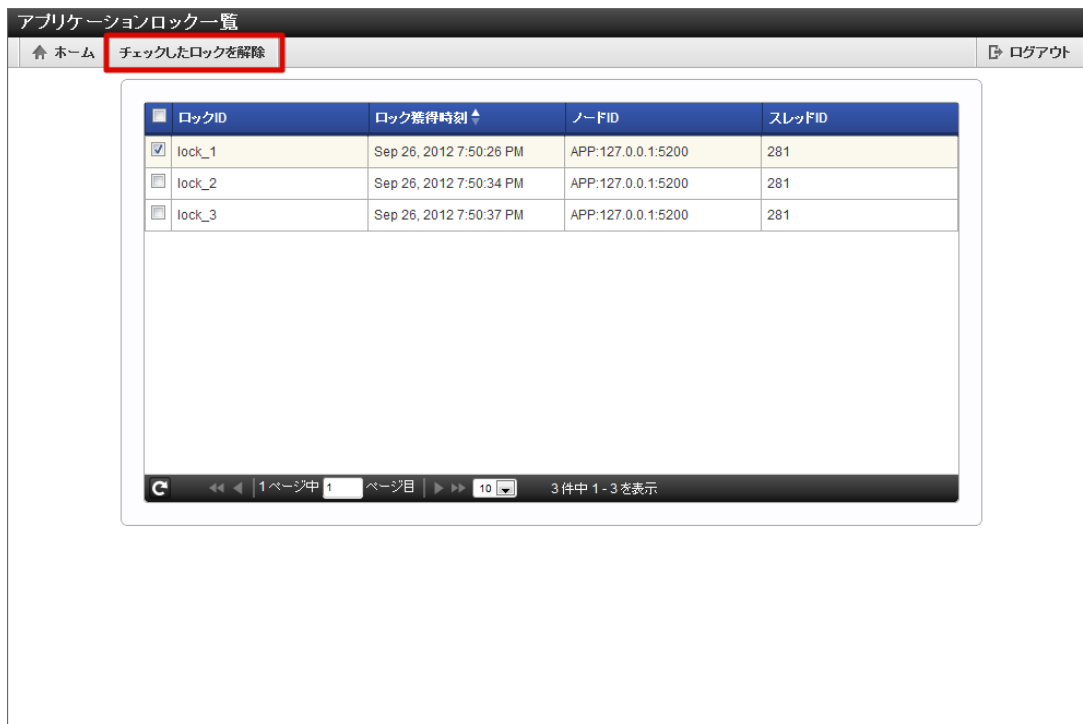 アプリケーションロック一覧
ホーム チェックしたロックを解除 ログアウト
ロックID ロック獲得時刻 ノードID スレッドID
lock_1 Sep 26, 2012 7:50:26 PM APP:127.0.0.1:5200 281
lock_2 Sep 26, 2012 7:50:34 PM APP:127.0.0.1:5200 281
lock_3 Sep 26, 2012 7:50:37 PM APP:127.0.0.1:5200 281
1 ページ中 1 ページ目 10 3 件中 1 - 3 を表示